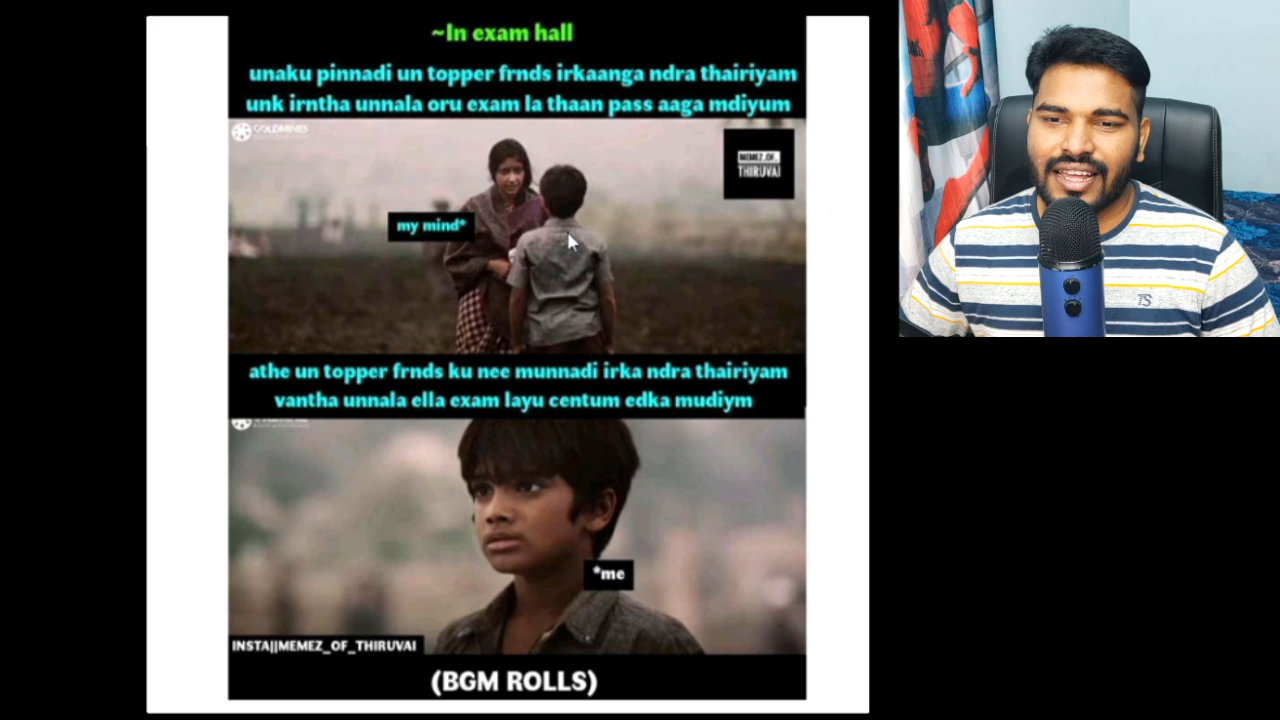 ~In exam hall
unaku pinnadi un topper frnds irkaanga ndra thairiyam
unk irntha unnala oru exam la thaan pass aaga mdiyum
GOLDMINES
MEMEZ_OF_
THIRUVAI
my mind*
athe un topper frnds ku nee munnadi irka ndra thairiyam
vantha unnala ella exam layu centum edka mudiym
*me
INSTA||MEMEZ_OF_THIRUVAI
(BGM ROLLS)